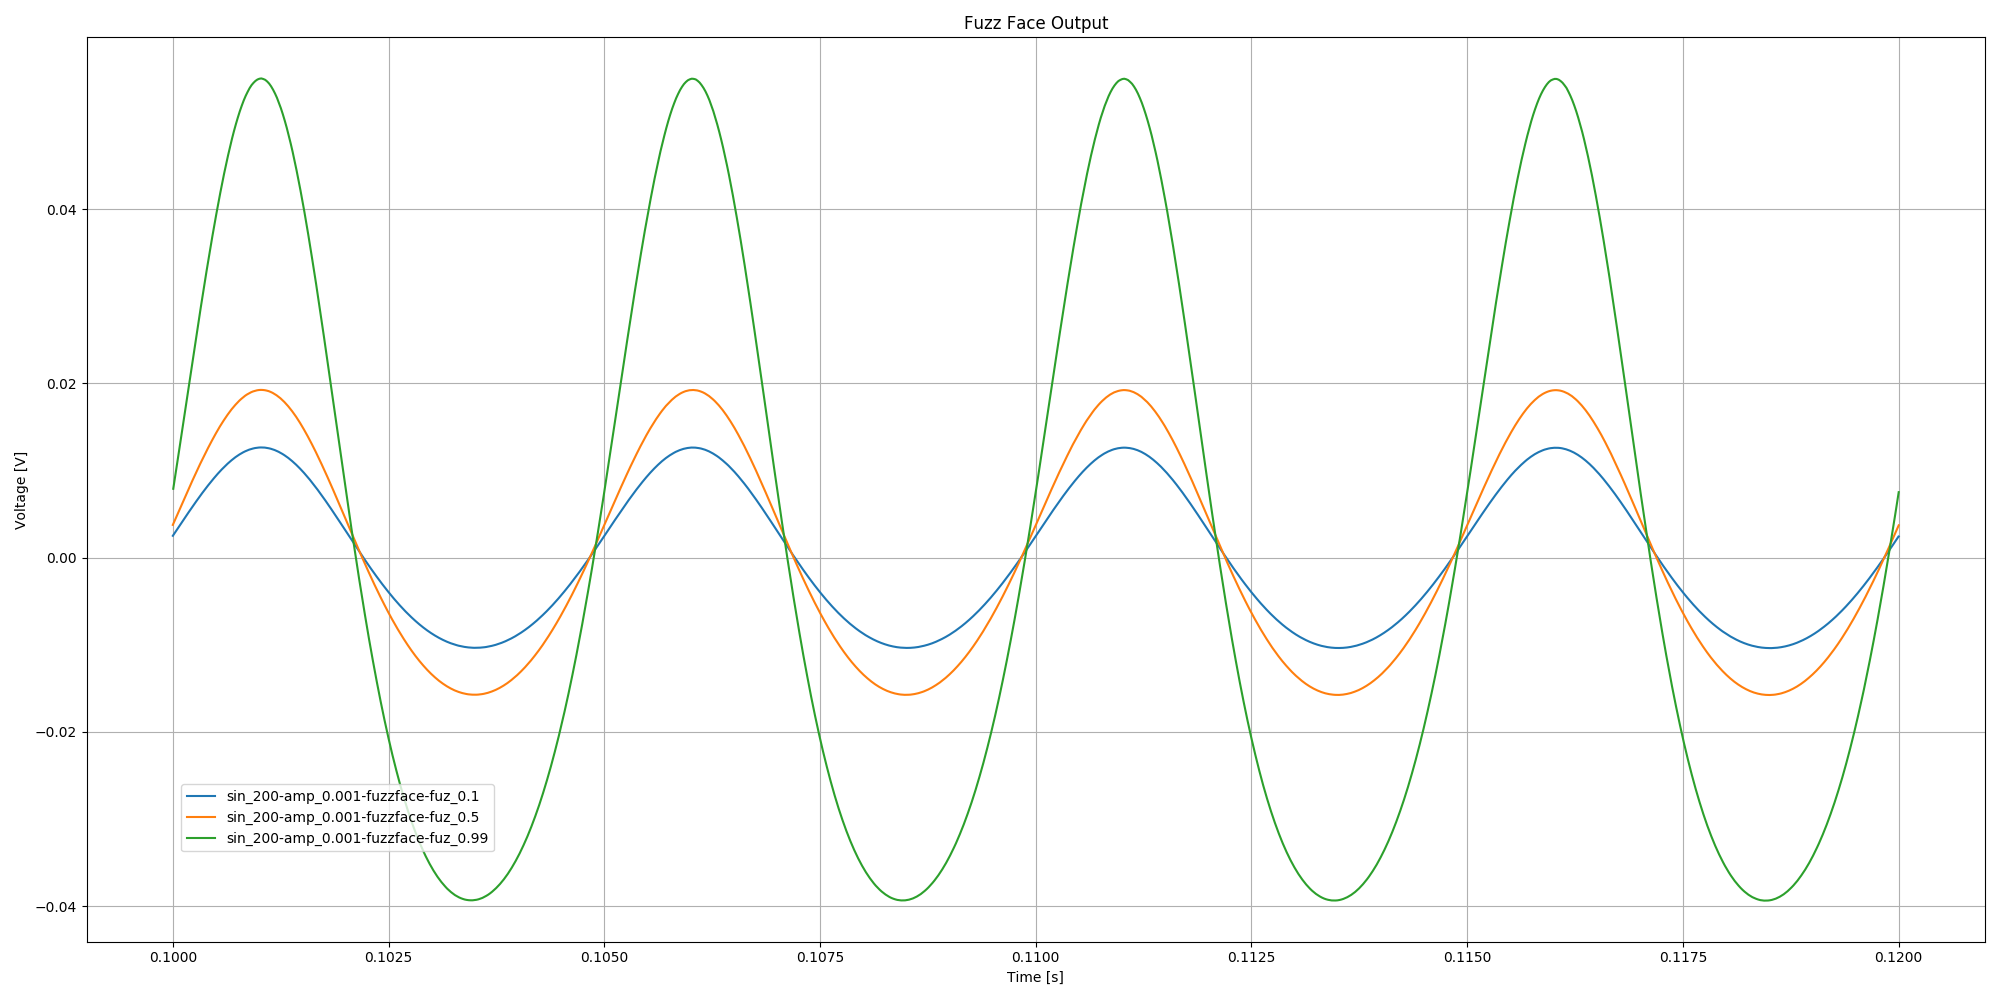 Fuzz Face Output
Voltage [V]
0.04
0.02
0.00
−0.02
−0.04
sin_200-amp_0.001-fuzzface-fuz_0.1
sin_200-amp_0.001-fuzzface-fuz_0.5
sin_200-amp_0.001-fuzzface-fuz_0.99
0.1000 0.1025 0.1050 0.1075 0.1100 0.1125 0.1150 0.1175 0.1200
Time [s]